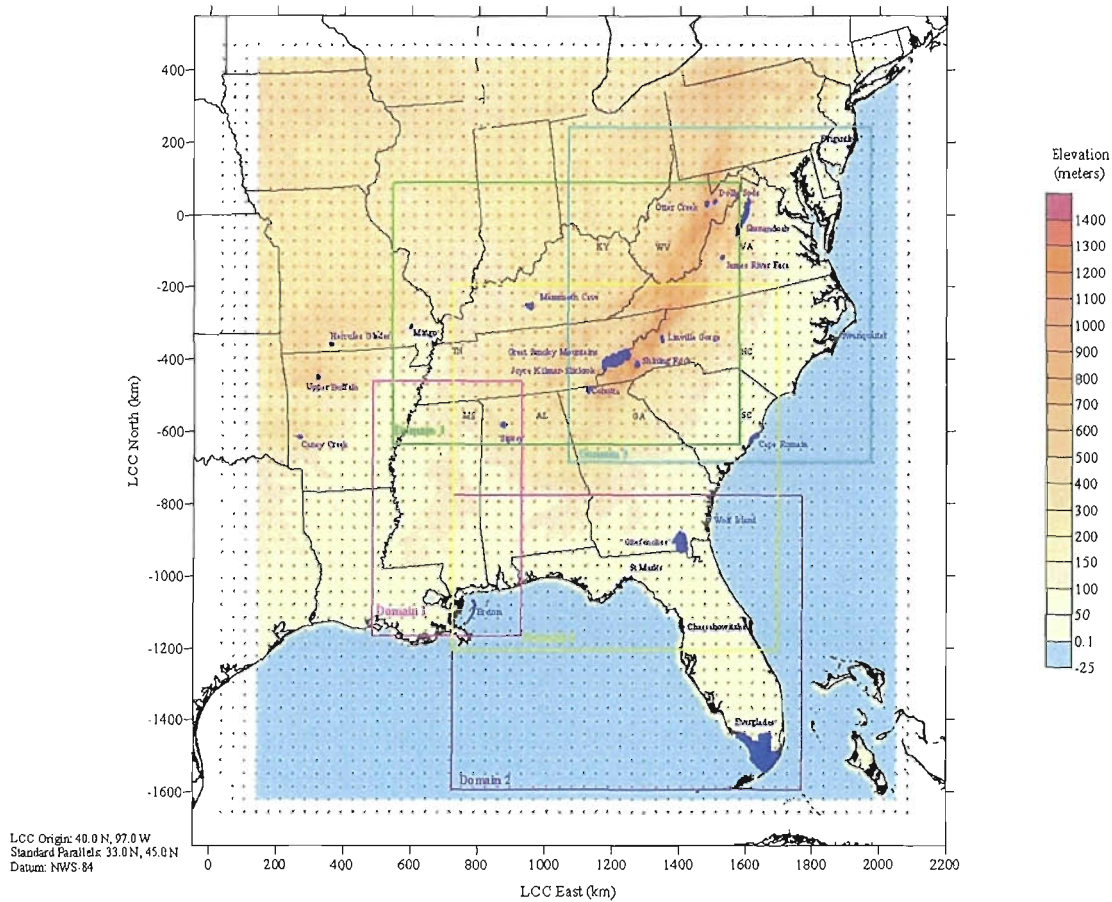 400
200
0
-200
-400
-600
-800
-1000
-1200
-1400
-1600
LCC North (km)
Elevation
(meters)
1400
1300
1200
1000
900
800
700
600
500
400
300
200
150
100
50
0.1
-25
Dolly Sods
Otter Creek
Shenandoah
KY
WV
VA
James River Face
Mammoth Cave
Mingo
Hercules Glades
Linville Gorge
Swanquarter
TN
Great Smoky Mountains
NC
Shining Rock
Joyce Kilmer-Slickrock
Upper Buffalo
Cohutta
MS
AL
GA
SC
Domain 3
Sipsey
Caney Creek
Cape Romain
Wolf Island
Okefenokee
FL
St Marks
Domain 1
Breton
Chassahowitzka
Everglades
Domain 2
LCC Origin: 40.0 N, 97.0 W
Standard Parallels: 33.0 N, 45.0 N
Datum: NWS-84
0
200
400
600
800
1000
1200
1400
1600
1800
2000
2200
LCC East (km)